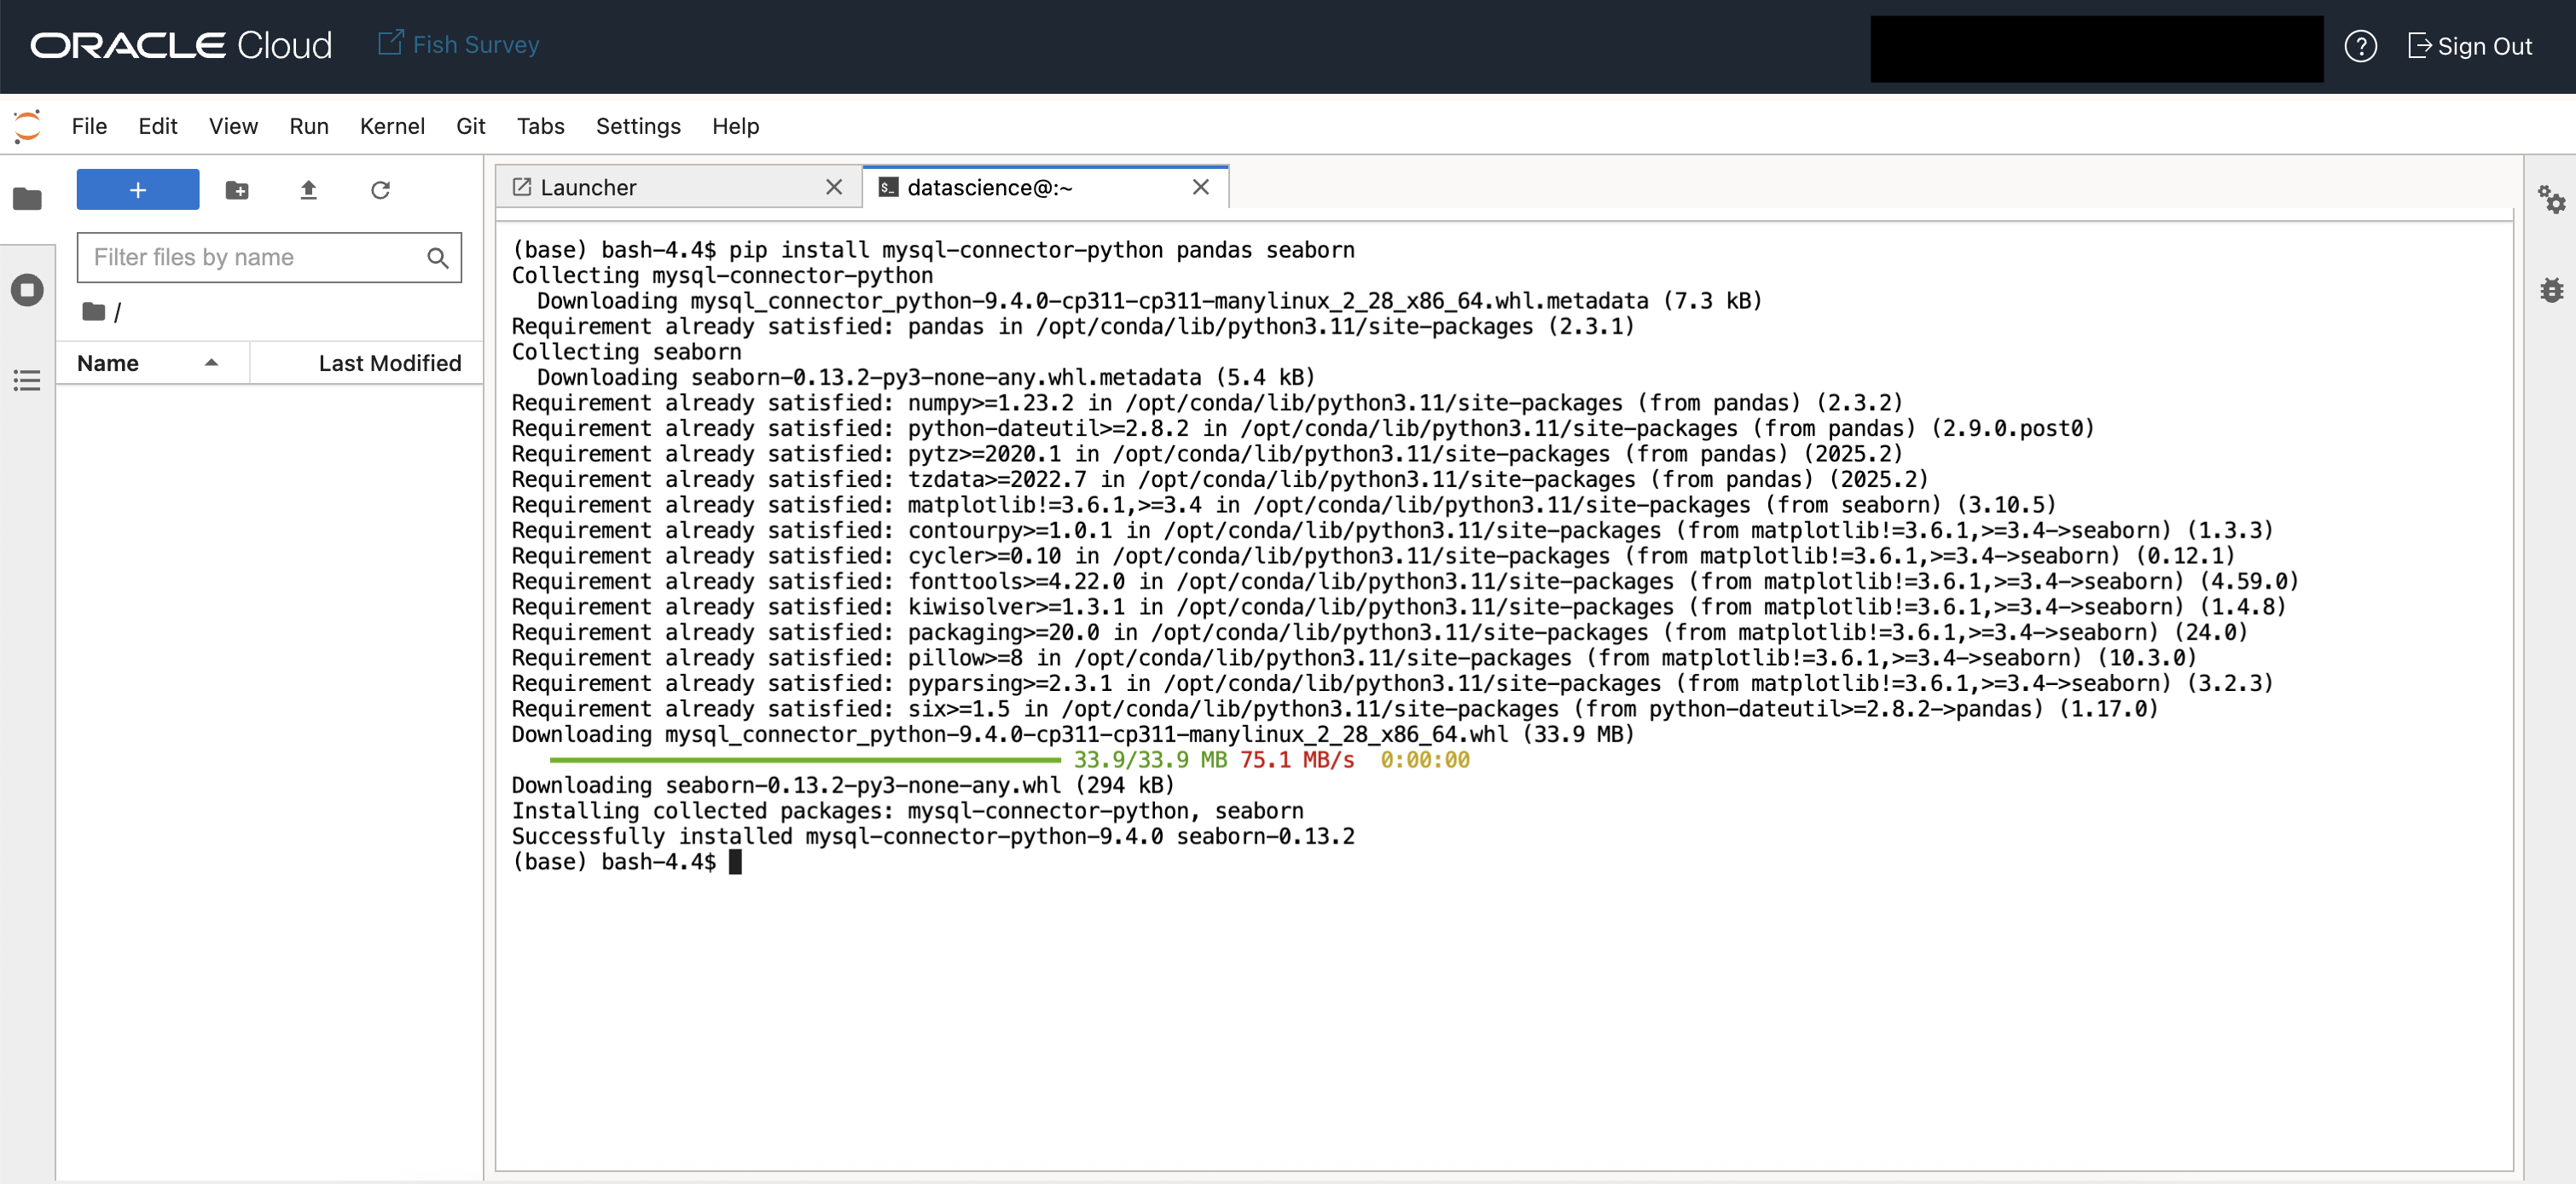 ORACLE Cloud Fish Survey ? Sign Out
File Edit View Run Kernel Git Tabs Settings Help
+
Launcher datascience@:~
Filter files by name
/
Name Last Modified
(base) bash-4.4$ pip install mysql-connector-python pandas seaborn
Collecting mysql-connector-python
  Downloading mysql_connector_python-9.4.0-cp311-cp311-manylinux_2_28_x86_64.whl.metadata (7.3 kB)
Requirement already satisfied: pandas in /opt/conda/lib/python3.11/site-packages (2.3.1)
Collecting seaborn
  Downloading seaborn-0.13.2-py3-none-any.whl.metadata (5.4 kB)
Requirement already satisfied: numpy>=1.23.2 in /opt/conda/lib/python3.11/site-packages (from pandas) (2.3.2)
Requirement already satisfied: python-dateutil>=2.8.2 in /opt/conda/lib/python3.11/site-packages (from pandas) (2.9.0.post0)
Requirement already satisfied: pytz>=2020.1 in /opt/conda/lib/python3.11/site-packages (from pandas) (2025.2)
Requirement already satisfied: tzdata>=2022.7 in /opt/conda/lib/python3.11/site-packages (from pandas) (2025.2)
Requirement already satisfied: matplotlib!=3.6.1,>=3.4 in /opt/conda/lib/python3.11/site-packages (from seaborn) (3.10.5)
Requirement already satisfied: contourpy>=1.0.1 in /opt/conda/lib/python3.11/site-packages (from matplotlib!=3.6.1,>=3.4->seaborn) (1.3.3)
Requirement already satisfied: cycler>=0.10 in /opt/conda/lib/python3.11/site-packages (from matplotlib!=3.6.1,>=3.4->seaborn) (0.12.1)
Requirement already satisfied: fonttools>=4.22.0 in /opt/conda/lib/python3.11/site-packages (from matplotlib!=3.6.1,>=3.4->seaborn) (4.59.0)
Requirement already satisfied: kiwisolver>=1.3.1 in /opt/conda/lib/python3.11/site-packages (from matplotlib!=3.6.1,>=3.4->seaborn) (1.4.8)
Requirement already satisfied: packaging>=20.0 in /opt/conda/lib/python3.11/site-packages (from matplotlib!=3.6.1,>=3.4->seaborn) (24.0)
Requirement already satisfied: pillow>=8 in /opt/conda/lib/python3.11/site-packages (from matplotlib!=3.6.1,>=3.4->seaborn) (10.3.0)
Requirement already satisfied: pyparsing>=2.3.1 in /opt/conda/lib/python3.11/site-packages (from matplotlib!=3.6.1,>=3.4->seaborn) (3.2.3)
Requirement already satisfied: six>=1.5 in /opt/conda/lib/python3.11/site-packages (from python-dateutil>=2.8.2->pandas) (1.17.0)
Downloading mysql_connector_python-9.4.0-cp311-cp311-manylinux_2_28_x86_64.whl (33.9 MB)
33.9/33.9 MB 75.1 MB/s 0:00:00
Downloading seaborn-0.13.2-py3-none-any.whl (294 kB)
Installing collected packages: mysql-connector-python, seaborn
Successfully installed mysql-connector-python-9.4.0 seaborn-0.13.2
(base) bash-4.4$